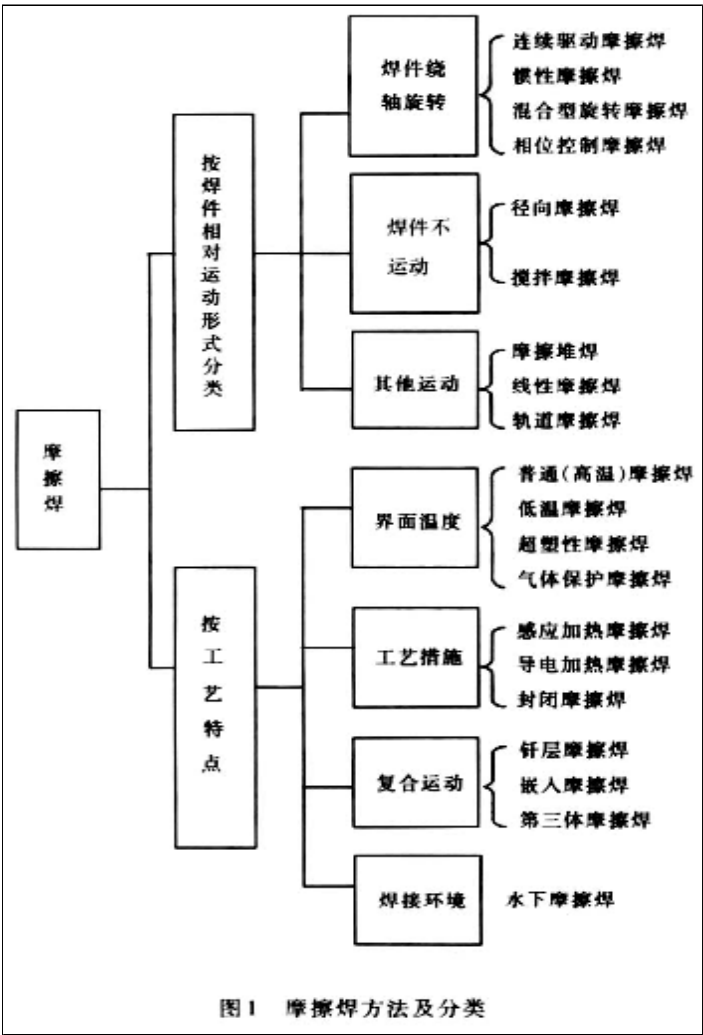 摩擦焊
按焊件相对运动形式分类
焊件绕
轴旋转
连续驱动摩擦焊
惯性摩擦焊
混合型旋转摩擦焊
相位控制摩擦焊
焊件不
运动
径向摩擦焊
搅拌摩擦焊
其他运动
摩擦堆焊
线性摩擦焊
轨道摩擦焊
按工艺特点
界面温度
普通(高温)摩擦焊
低温摩擦焊
超塑性摩擦焊
气体保护摩擦焊
工艺措施
感应加热摩擦焊
导电加热摩擦焊
封闭摩擦焊
复合运动
钎层摩擦焊
嵌入摩擦焊
第三体摩擦焊
焊接环境
水下摩擦焊
图1 摩擦焊方法及分类